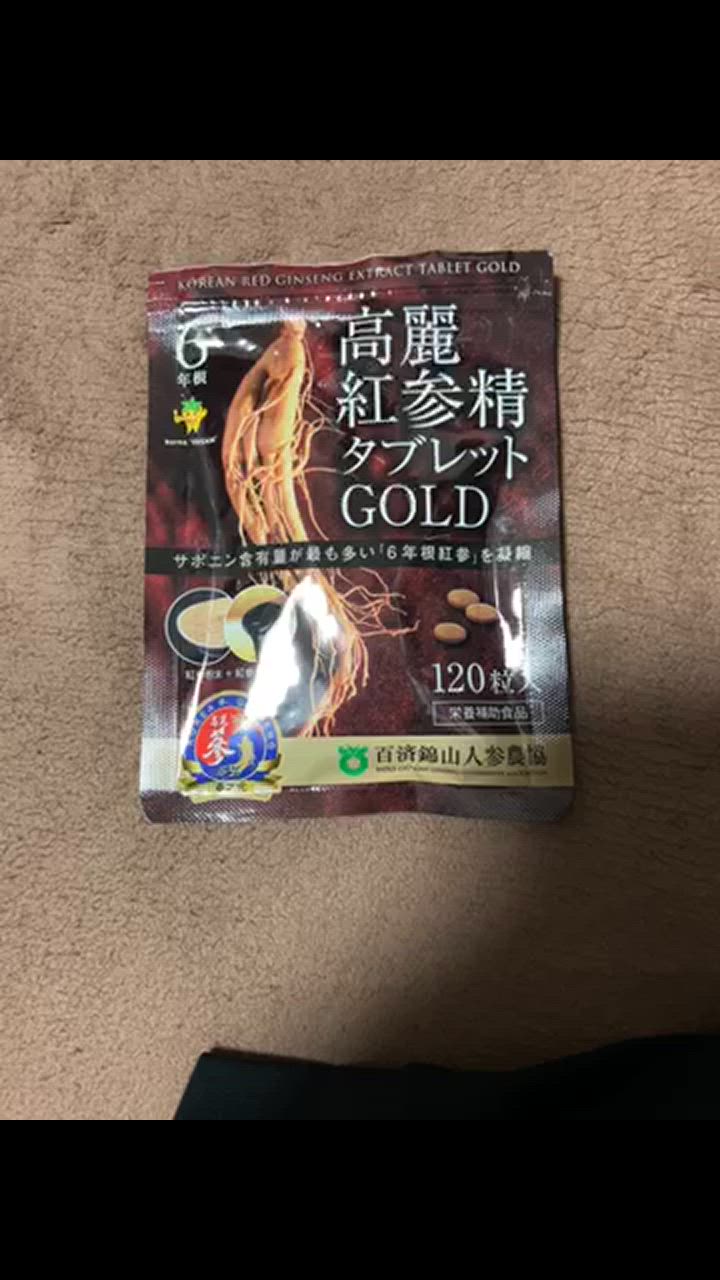 KOREAN RED GINSENG EXTRACT TABLET GOLD
6
年根
高麗
紅参精
タブレット
GOLD
サポニン含有量が最も多い「6年根紅参」を凝縮
120粒入
栄養補助食品
参
百済錦山人参農協